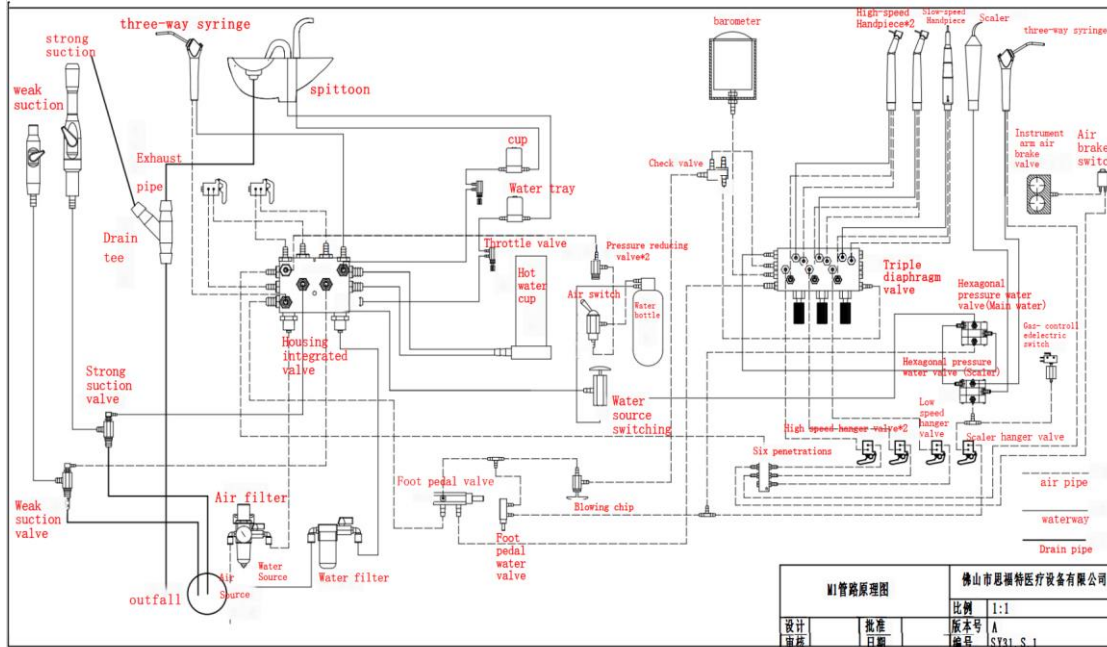 three-way syringe
strong
suction
weak
suction
spittoon
Exhaust
pipe
Drain
tee
cup
Water tray
Throttle valve
Hot
water
cup
Housing
integrated
valve
Strong
suction
valve
Weak
suction
valve
Air filter
Air
Source
Water
Source
Water filter
outfall
barometer
High-speed
Handpiece*2
Slow-speed
Handpiece
Scaler
three-way syringe
Check valve
Instrument
arm air
brake
valve
Air
brake
switc
Pressure reducing
valve*2
Air switch
Water
bottle
Water
source
switching
Triple
diaphragm
valve
Hexagonal
pressure water
valve(Main water)
Gas- controll
edelectric
switch
Hexagonal pressure
water valve (Scaler)
High speed hanger valve*2
Low
speed
hanger
valve
Scaler hanger valve
Six penetrations
Foot pedal valve
Blowing chip
Foot
pedal
water
valve
air pipe
waterway
Drain pipe
M1管路原理图
佛山市思福特医疗设备有限公司
比例 1:1
设计 批准 版本号 A
日期 编号 SY31.S.1